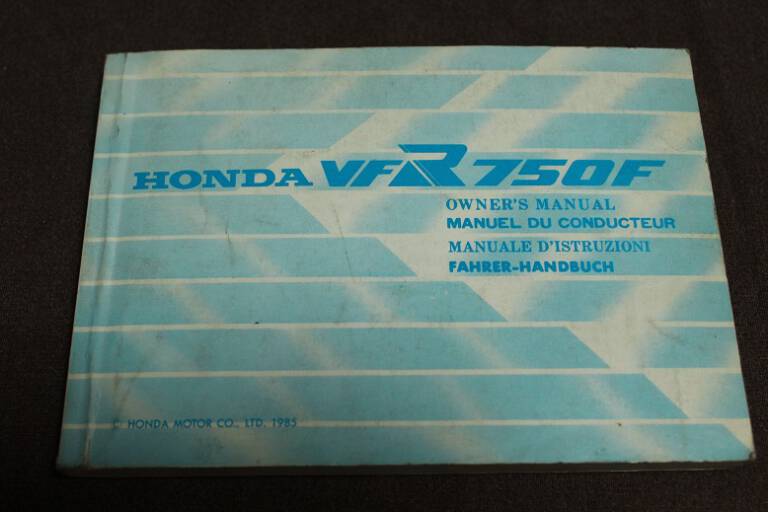 HONDA VFR750F
OWNER'S MANUAL
MANUEL DU CONDUCTEUR
MANUALE D'ISTRUZIONI
FAHRER-HANDBUCH
© HONDA MOTOR CO., LTD. 1985